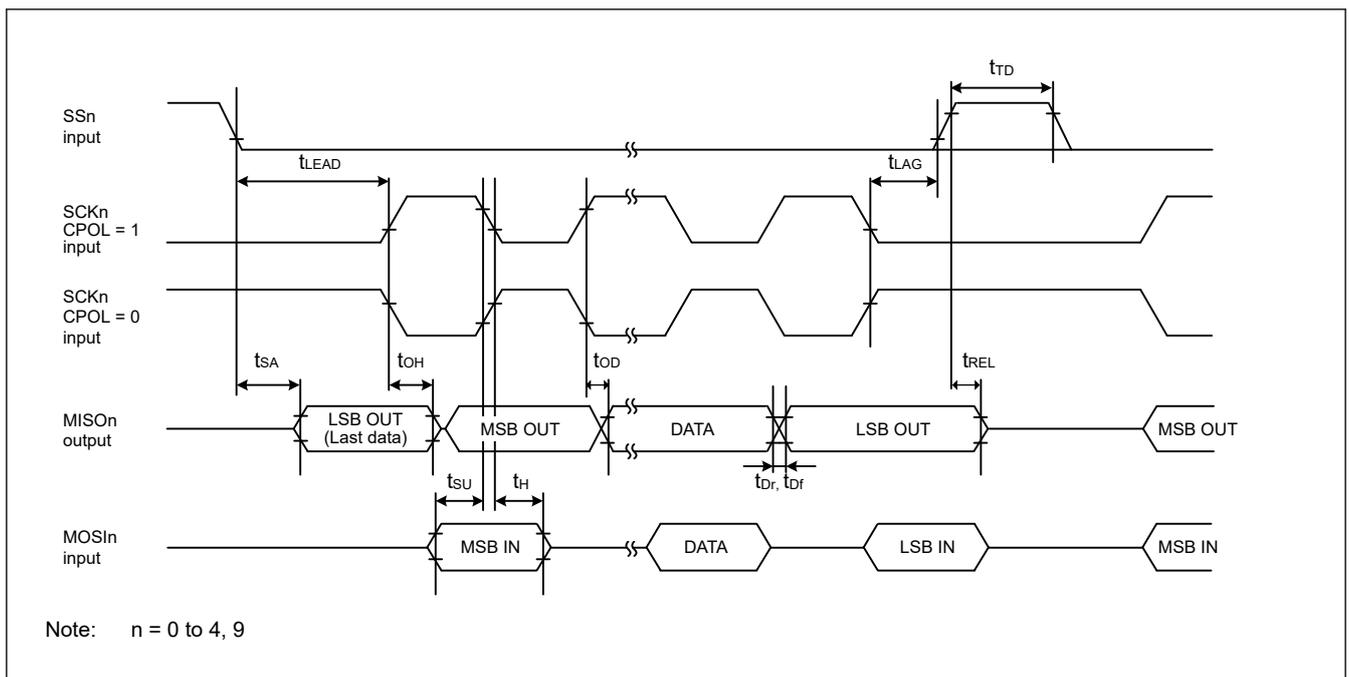 tTD
SSn
input
tLEAD
tLAG
SCKn
CPOL = 1
input
SCKn
CPOL = 0
input
tSA
tOH
tOD
tREL
MISOn
output
LSB OUT
(Last data)
MSB OUT
DATA
LSB OUT
MSB OUT
tSU
tH
tDr, tDf
MOSIn
input
MSB IN
DATA
LSB IN
MSB IN
Note: n = 0 to 4, 9